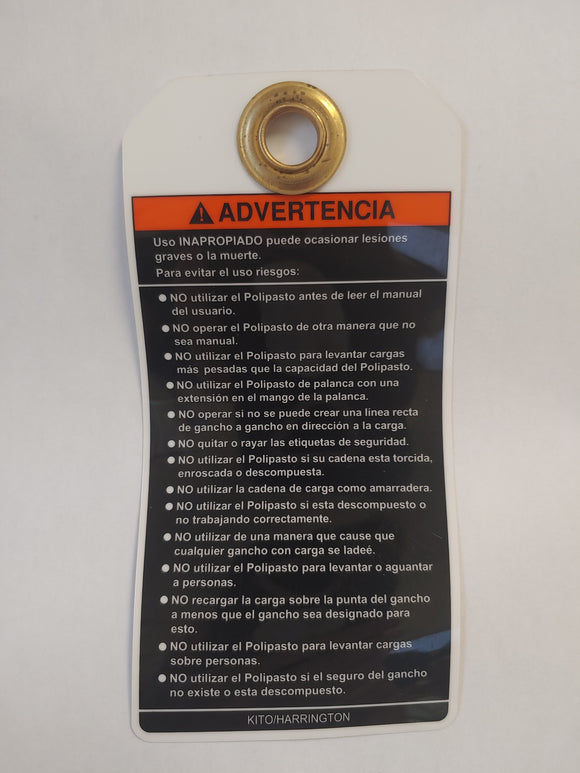 ADVERTENCIA
Uso INAPROPIADO puede ocasionar lesiones
graves o la muerte.
Para evitar el uso riesgos:
● NO utilizar el Polipasto antes de leer el manual
del usuario.
● NO operar el Polipasto de otra manera que no
sea manual.
● NO utilizar el Polipasto para levantar cargas
más pesadas que la capacidad del Polipasto.
● NO utilizar el Polipasto de palanca con una
extensión en el mango de la palanca.
● NO operar si no se puede crear una linea recta
de gancho a gancho en dirección a la carga.
● NO quitar o rayar las etiquetas de seguridad.
● NO utilizar el Polipasto si su cadena esta torcida,
enroscada o descompuesta.
● NO utilizar la cadena de carga como amarradera.
● NO utilizar el Polipasto si esta descompuesto o
no trabajando correctamente.
● NO utilizar de una manera que cause que
cualquier gancho con carga se ladeé.
● NO utilizar el Polipasto para levantar o aguantar
a personas.
● NO recargar la carga sobre la punta del gancho
a menos que el gancho sea designado para
esto.
● NO utilizar el Polipasto para levantar cargas
sobre personas.
● NO utilizar el Polipasto si el seguro del gancho
no existe o esta descompuesto.
KITO/HARRINGTON